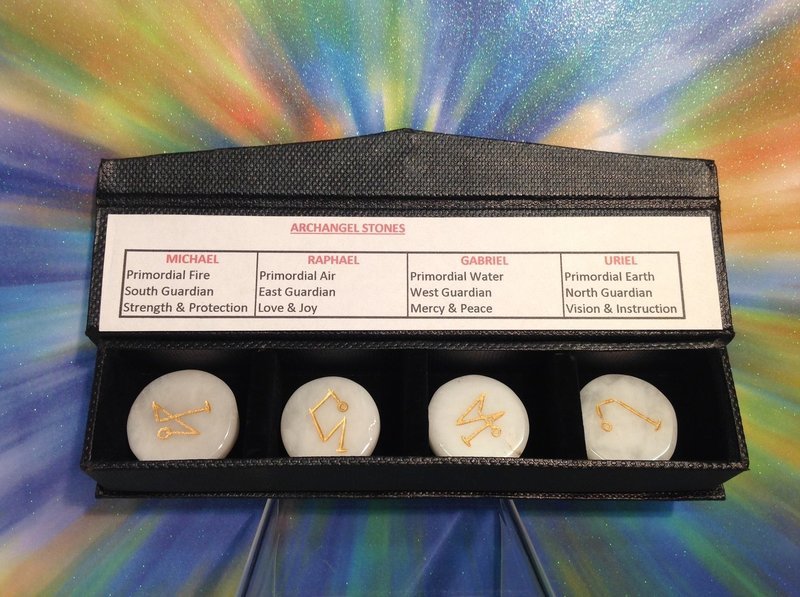 ARCHANGEL STONES
MICHAEL RAPHAEL GABRIEL URIEL
Primordial Fire Primordial Air Primordial Water Primordial Earth
South Guardian East Guardian West Guardian North Guardian
Strength & Protection Love & Joy Mercy & Peace Vision & Instruction